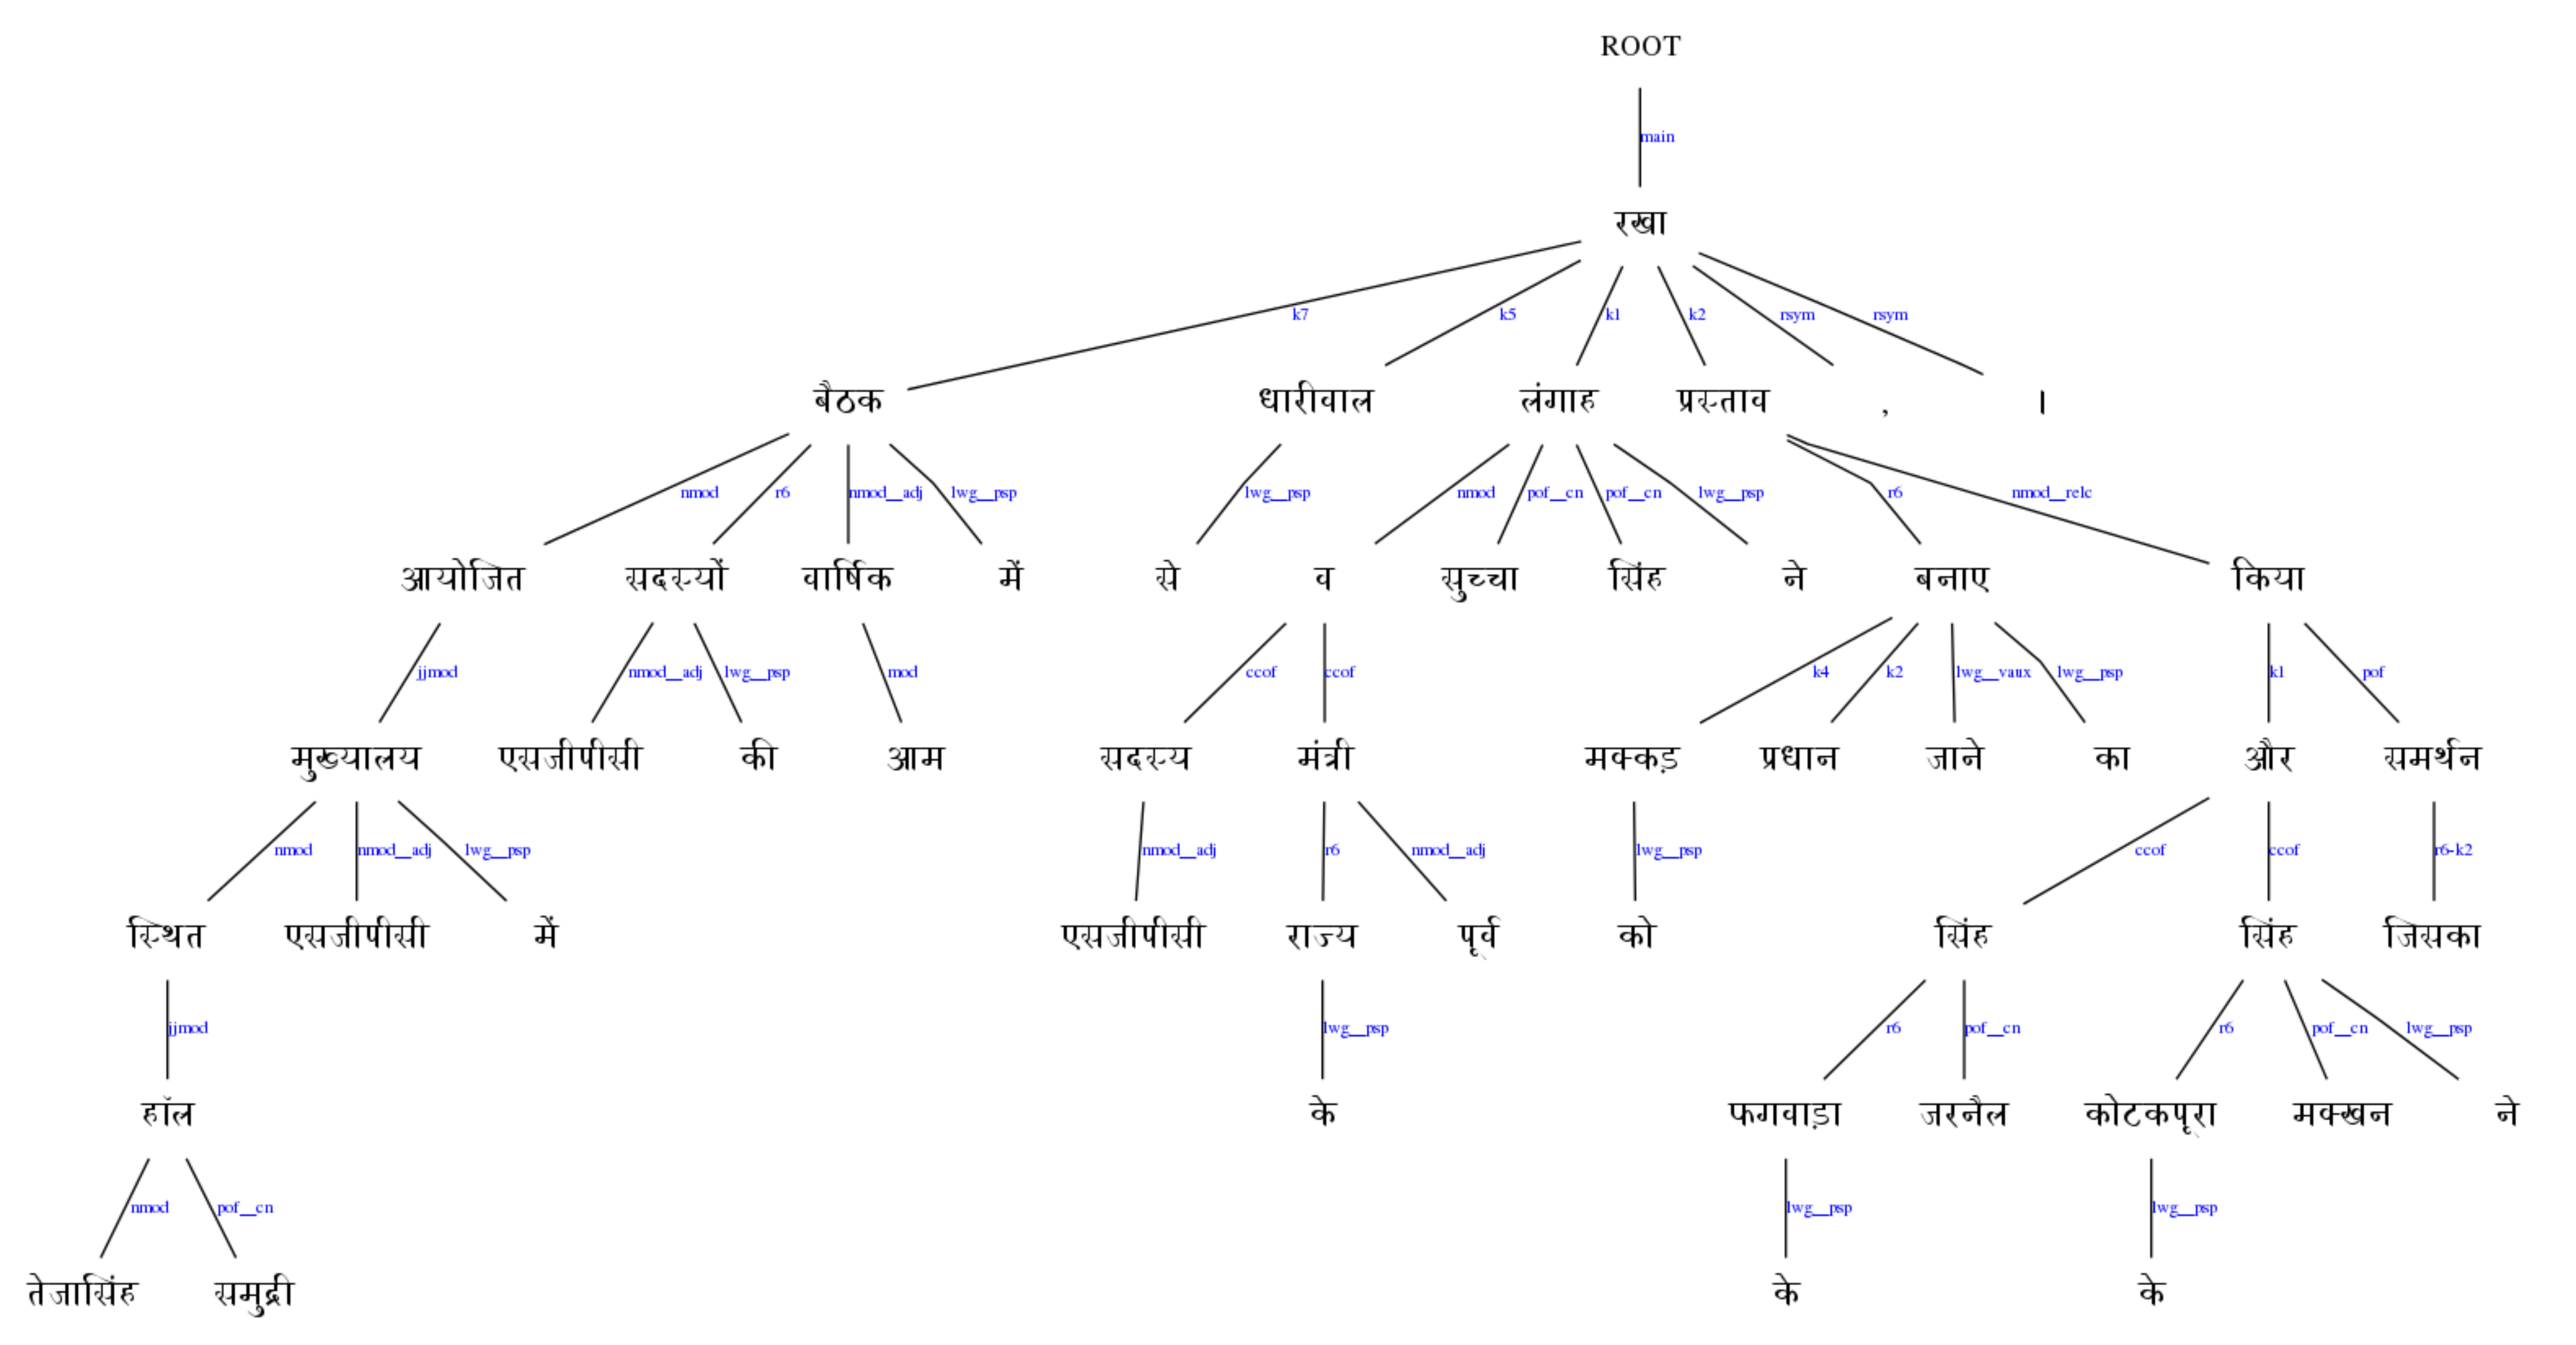 ROOT
main
रखा
k7 k5 k1 k2 rsym rsym
बैठक धारीवाल लंगाह प्रस्ताव , ।
nmod r6 nmod__adj lwg__psp lwg__psp nmod pof__cn pof__cn lwg__psp r6 nmod__relc
आयोजित सदस्यों वार्षिक में से व सुच्चा सिंह ने बनाए किया
jjmod nmod__adj lwg__psp mod ccof ccof k4 k2 lwg__vaux lwg__psp k1 pof
मुख्यालय एसजीपीसी की आम सदस्य मंत्री मक्कड़ प्रधान जाने का और समर्थन
nmod nmod__adj lwg__psp nmod__adj r6 nmod__adj lwg__psp ccof ccof r6-k2
स्थित एसजीपीसी में एसजीपीसी राज्य पूर्व को सिंह सिंह जिसका
jjmod lwg__psp r6 pof__cn r6 pof__cn lwg__psp
हॉल के फगवाड़ा जरनैल कोटकपूरा मक्खन ने
nmod pof__cn lwg__psp lwg__psp
तेजासिंह समुद्री के के